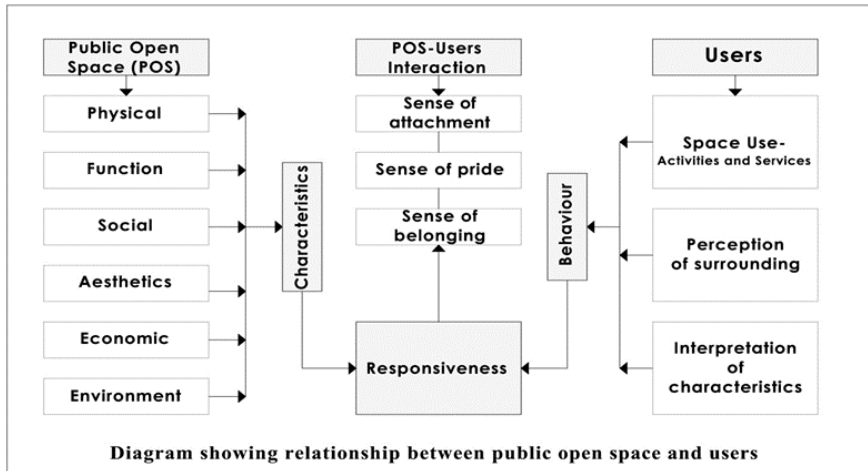 Public Open
Space (POS)
Physical
Function
Social
Aesthetics
Economic
Environment
Characteristics
POS-Users
Interaction
Sense of
attachment
Sense of pride
Sense of
belonging
Responsiveness
Behaviour
Users
Space Use-
Activities and Services
Perception
of surrounding
Interpretation
of
characteristics
Diagram showing relationship between public open space and users